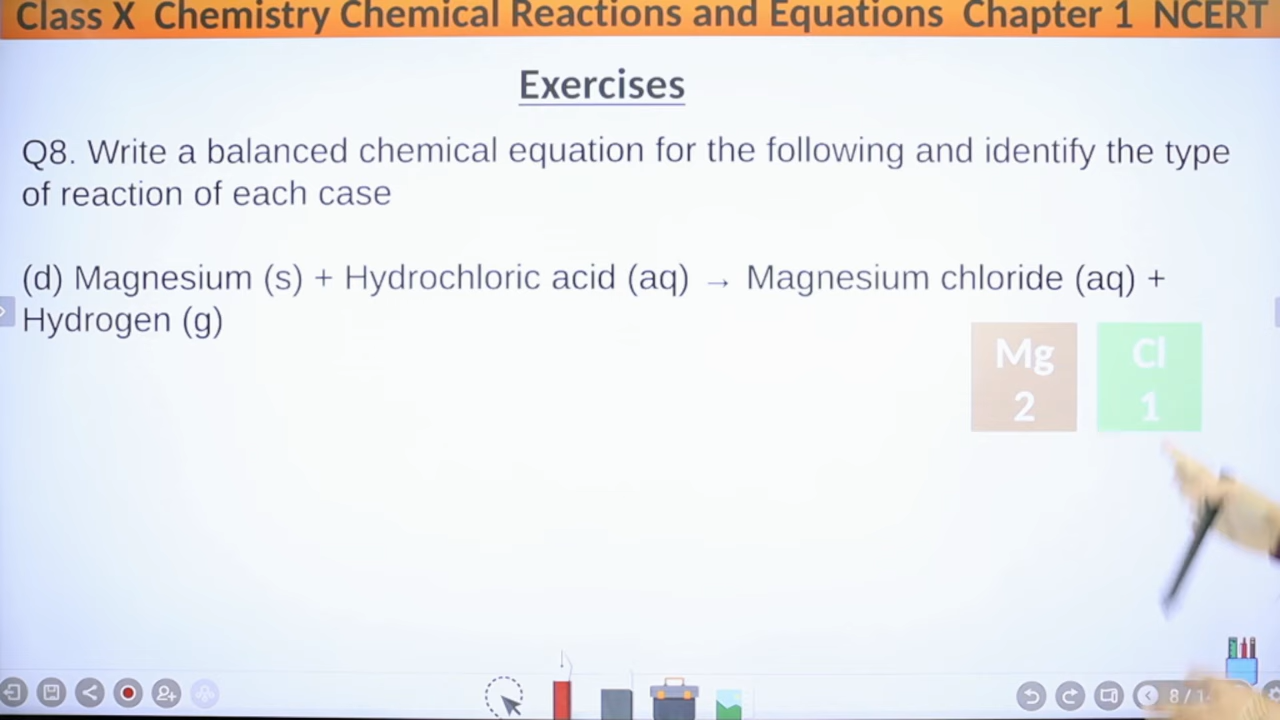 Class X Chemistry Chemical Reactions and Equations Chapter 1 NCERT
Exercises
Q8. Write a balanced chemical equation for the following and identify the type
of reaction of each case
(d) Magnesium (s) + Hydrochloric acid (aq) → Magnesium chloride (aq) +
Hydrogen (g)
Mg Cl
2 1
8 / 1